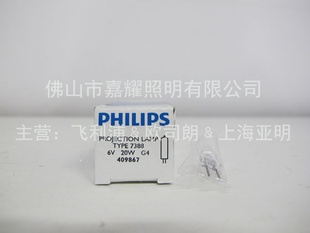 佛山市嘉耀照明有限公司
PHILIPS
主营：飞利浦&欧司朗&上海亚明
PROJECTION LAMP
TYPE 7388
6V 20W G4
409867